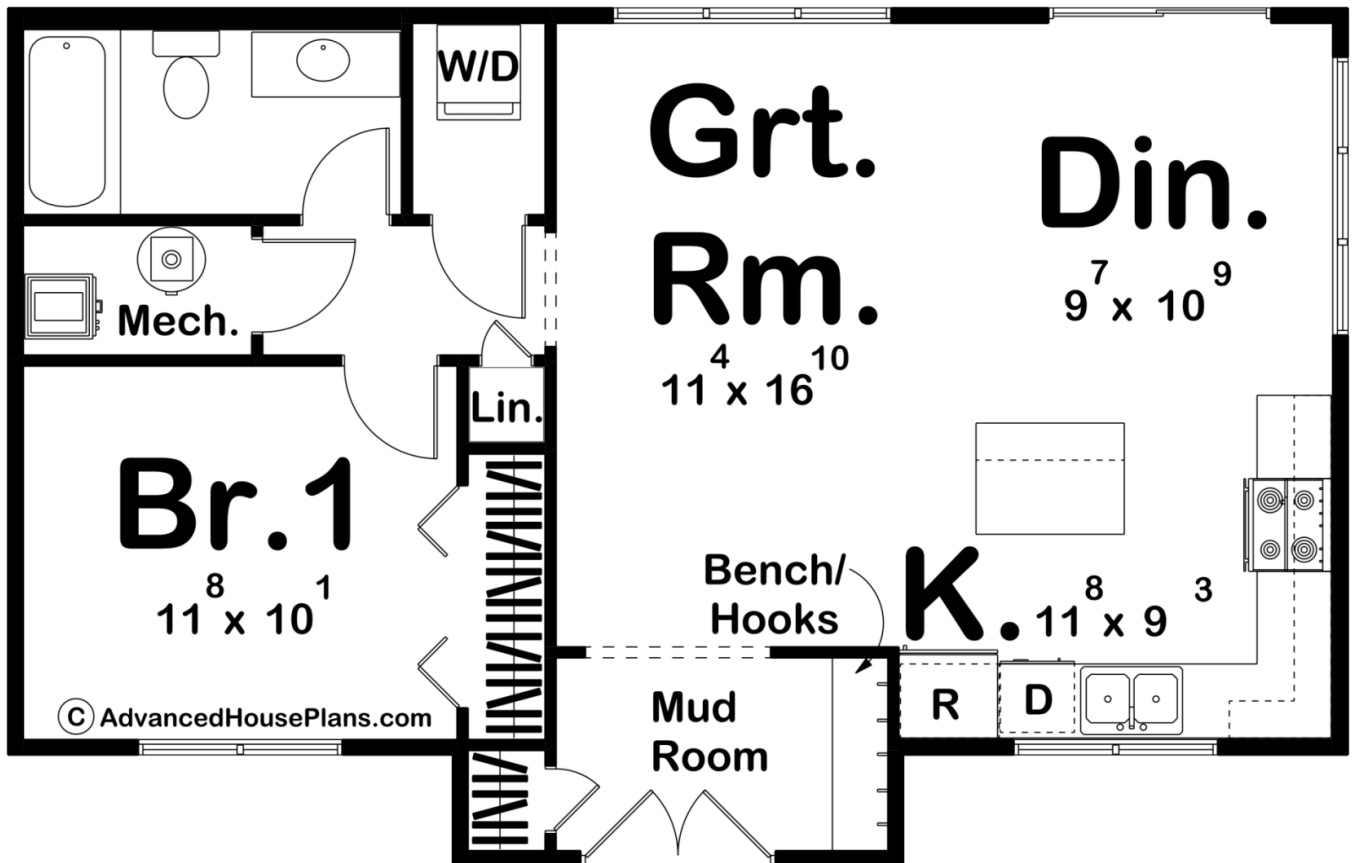 W/D
Grt.
Rm.
11⁴ x 16¹⁰
Din.
9⁷ x 10⁹
Mech.
Lin.
Br.1
11⁸ x 10¹
Bench/
Hooks
K. 11⁸ x 9³
R
D
Mud
Room
© AdvancedHousePlans.com